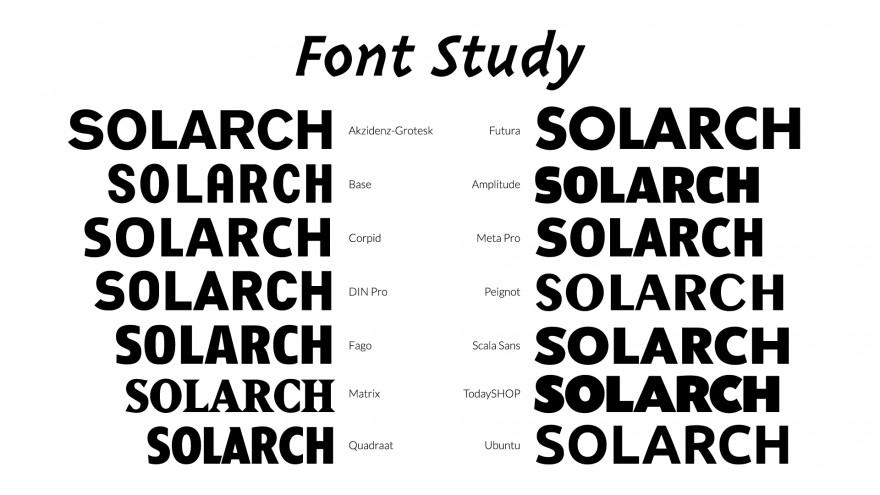 Font Study
SOLARCH Akzidenz-Grotesk Futura SOLARCH
SOLARCH Base Amplitude SOLARCH
SOLARCH Corpid Meta Pro SOLARCH
SOLARCH DIN Pro Peignot SOLARCH
SOLARCH Fago Scala Sans SOLARCH
SOLARCH Matrix TodaySHOP SOLARCH
SOLARCH Quadraat Ubuntu SOLARCH